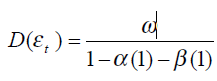 D(ε_t) = ω / (1 − α(1) − β(1))